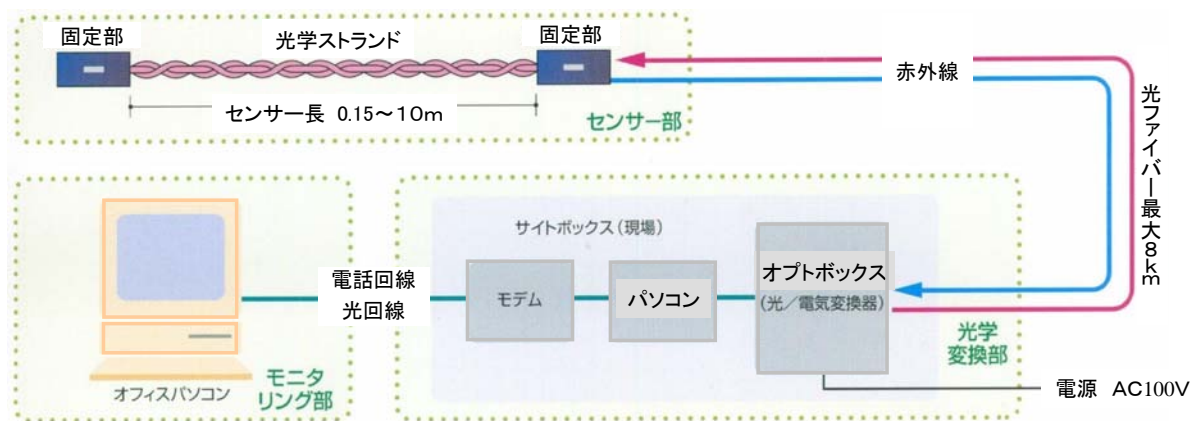 固定部
光学ストランド
固定部
センサー長 0.15～10m
センサー部
赤外線
光ファイバー最大8km
サイトボックス（現場）
モデム
パソコン
オプトボックス
（光／電気変換器）
電話回線
光回線
オフィスパソコン
モニタ
リング部
光学
変換部
電源 AC100V